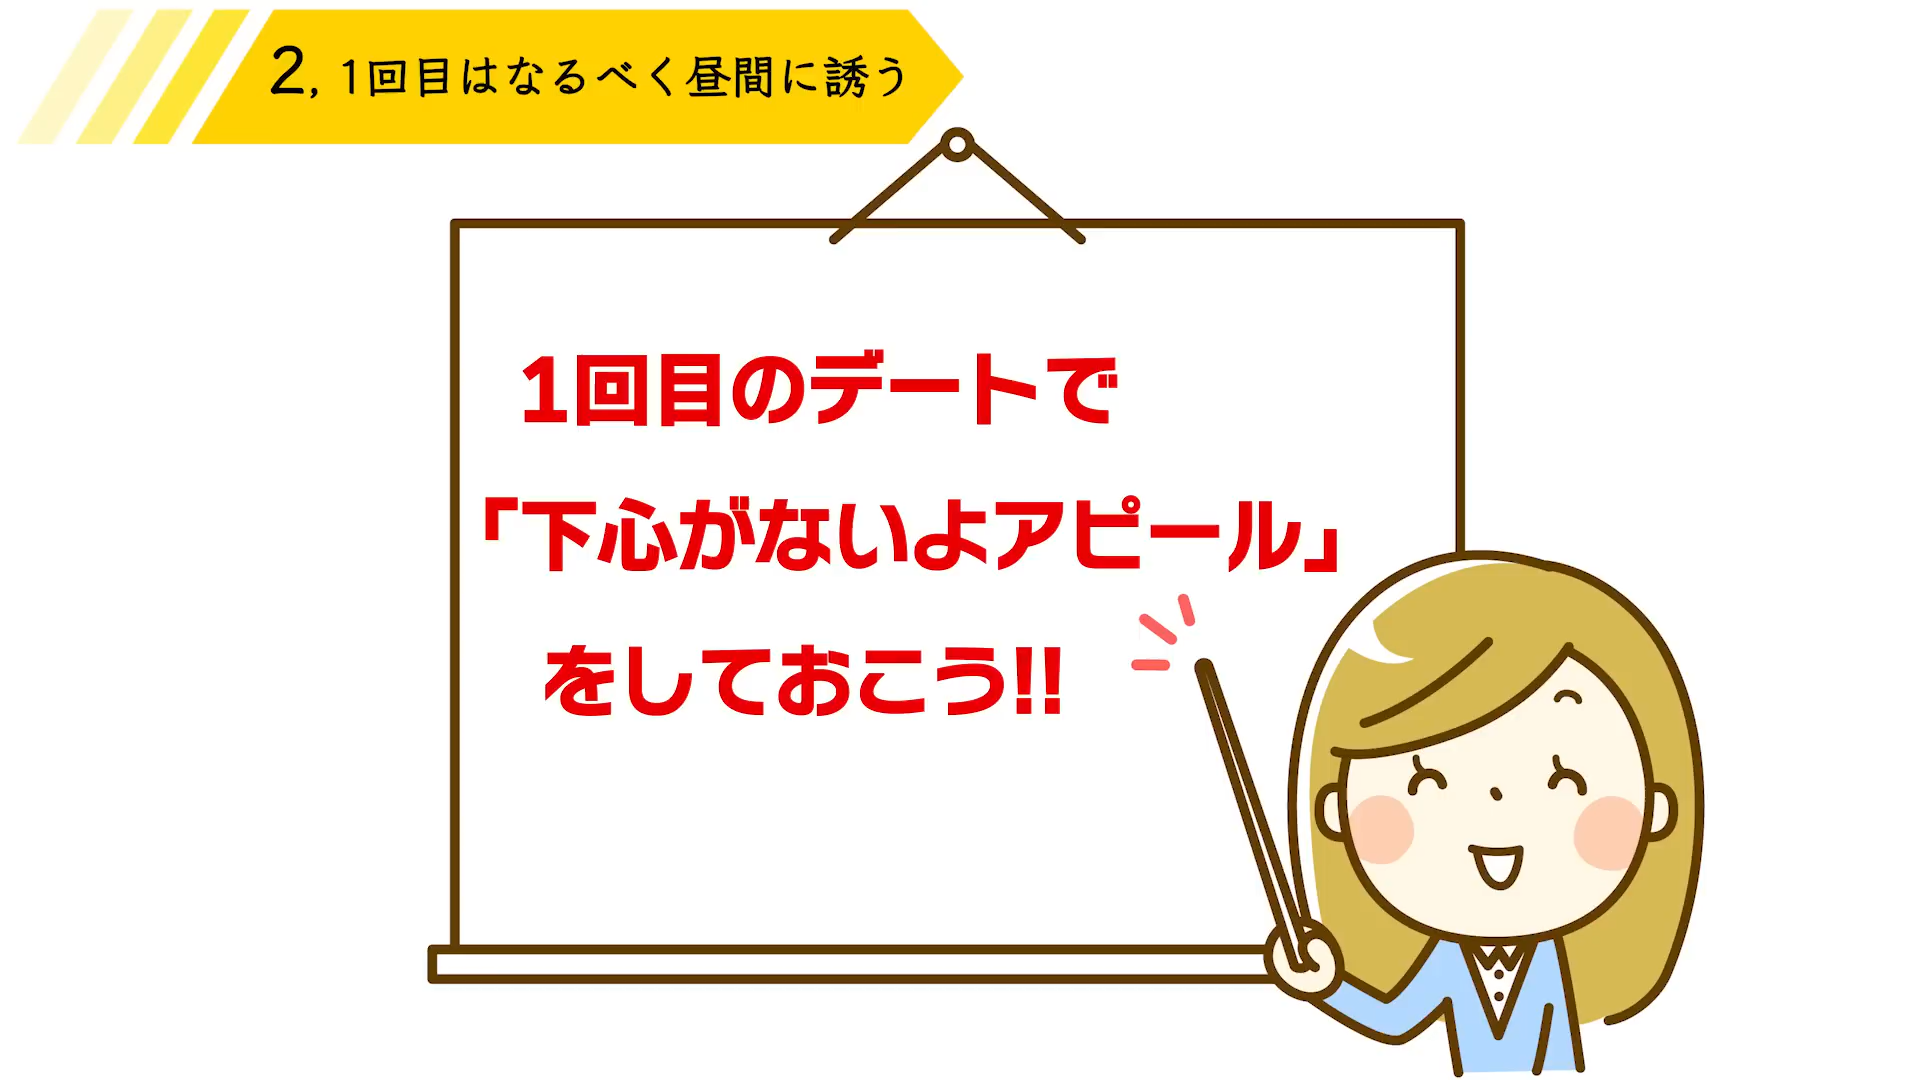 2, 1回目はなるべく昼間に誘う
1回目のデートで
「下心がないよアピール」
をしておこう!!